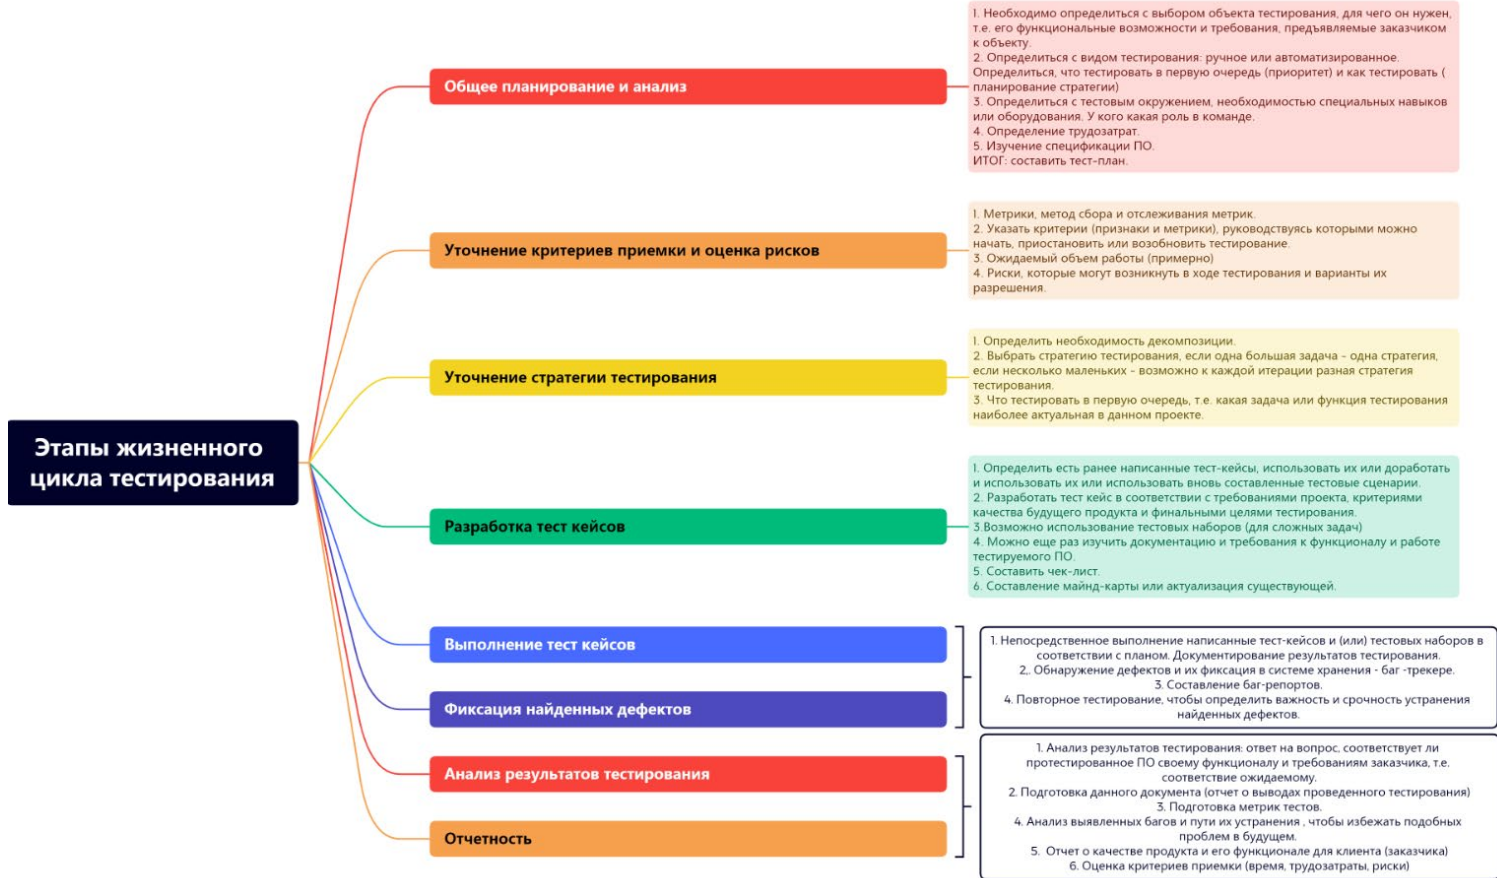 1. Необходимо определиться с выбором объекта тестирования, для чего он нужен,
т.е. его функциональные возможности и требования, предъявляемые заказчиком
к объекту.
2. Определиться с видом тестирования: ручное или автоматизированное.
Определиться, что тестировать в первую очередь (приоритет) и как тестировать (
планирование стратегии)
3. Определиться с тестовым окружением, необходимостью специальных навыков
или оборудования. У кого какая роль в команде.
4. Определение трудозатрат.
5. Изучение спецификации ПО.
ИТОГ: составить тест-план.
Общее планирование и анализ
1. Метрики, метод сбора и отслеживания метрик.
2. Указать критерии (признаки и метрики), руководствуясь которыми можно
начать, приостановить или возобновить тестирование.
3. Ожидаемый объем работы (примерно)
4. Риски, которые могут возникнуть в ходе тестирования и варианты их
разрешения.
Уточнение критериев приемки и оценка рисков
1. Определить необходимость декомпозиции.
2. Выбрать стратегию тестирования, если одна большая задача - одна стратегия,
если несколько маленьких - возможно к каждой итерации разная стратегия
тестирования.
3. Что тестировать в первую очередь, т.е. какая задача или функция тестирования
наиболее актуальная в данном проекте.
Уточнение стратегии тестирования
Этапы жизненного
цикла тестирования
1. Определить есть ранее написанные тест-кейсы, использовать их или доработать
и использовать их или использовать вновь составленные тестовые сценарии.
2. Разработать тест кейс в соответствии с требованиями проекта, критериями
качества будущего продукта и финальными целями тестирования.
3.Возможно использование тестовых наборов (для сложных задач)
4. Можно еще раз изучить документацию и требования к функционалу и работе
тестируемого ПО.
5. Составить чек-лист.
6. Составление майнд-карты или актуализация существующей.
Разработка тест кейсов
Выполнение тест кейсов
Фиксация найденных дефектов
1. Непосредственное выполнение написанные тест-кейсов и (или) тестовых наборов в
соответствии с планом. Документирование результатов тестирования.
2,. Обнаружение дефектов и их фиксация в системе хранения - баг -трекере.
3. Составление баг-репортов.
4. Повторное тестирование, чтобы определить важность и срочность устранения
найденных дефектов.
Анализ результатов тестирования
Отчетность
1. Анализ результатов тестирования: ответ на вопрос, соответствует ли
протестированное ПО своему функционалу и требованиям заказчика, т.е.
соответствие ожидаемому.
2. Подготовка данного документа (отчет о выводах проведенного тестирования)
3. Подготовка метрик тестов.
4. Анализ выявленных багов и пути их устранения , чтобы избежать подобных
проблем в будущем.
5. Отчет о качестве продукта и его функционале для клиента (заказчика)
6. Оценка критериев приемки (время, трудозатраты, риски)